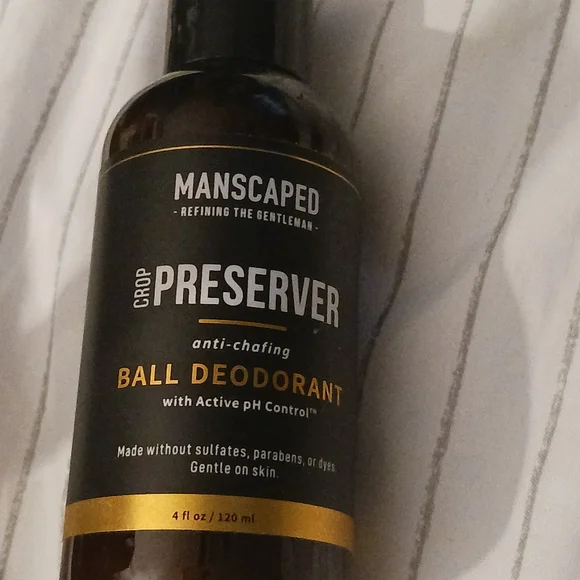 MANSCAPED
- REFINING THE GENTLEMAN -
CROP PRESERVER
anti-chafing
BALL DEODORANT
with Active pH Control™
Made without sulfates, parabens, or dyes.
Gentle on skin.
4 fl oz / 120 ml